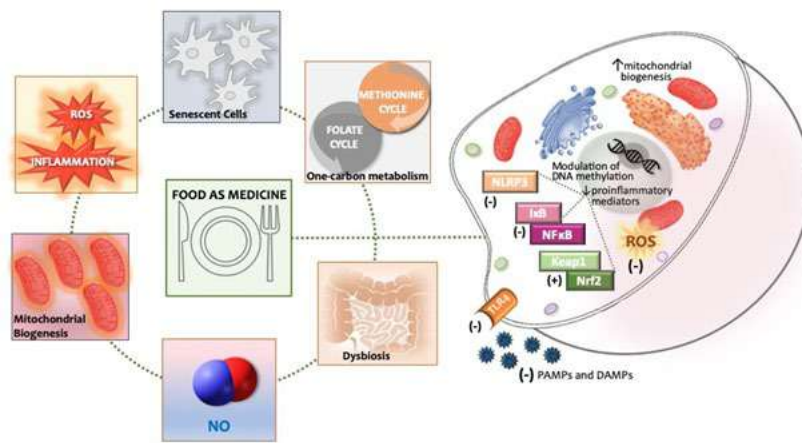 Senescent Cells
ROS
INFLAMMATION
METHIONINE
CYCLE
FOLATE
CYCLE
One-carbon metabolism
FOOD AS MEDICINE
Mitochondrial
Biogenesis
Dysbiosis
NO
↑mitochondrial
biogenesis
Modulation of
DNA methylation
↓proinflammatory
mediators
NLRP3
(-)
IκB
(-)
NFκB
Keap1
(+)
Nrf2
ROS
(-)
TLR4
(-)
(-) PAMPs and DAMPs